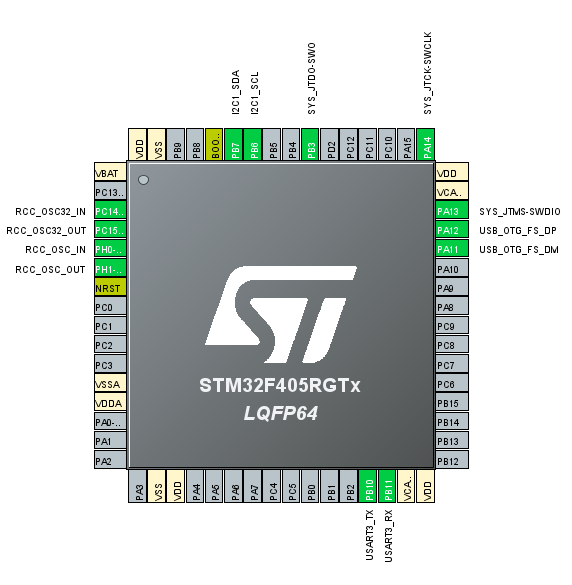 I2C1_SDA
I2C1_SCL
SYS_JTDO-SWO
SYS_JTCK-SWCLK
VDD
VSS
PB9
PB8
BOO..
PB7
PB6
PB5
PB4
PB3
PD2
PC12
PC11
PC10
PA15
PA14
VBAT
PC13..
RCC_OSC32_IN PC14..
RCC_OSC32_OUT PC15..
RCC_OSC_IN PH0-..
RCC_OSC_OUT PH1-..
NRST
PC0
PC1
PC2
PC3
VSSA
VDDA
PA0-..
PA1
PA2
ST
STM32F405RGTx
LQFP64
VDD
VCA..
PA13 SYS_JTMS-SWDIO
PA12 USB_OTG_FS_DP
PA11 USB_OTG_FS_DM
PA10
PA9
PA8
PC9
PC8
PC7
PC6
PB15
PB14
PB13
PB12
PA3
VSS
VDD
PA4
PA5
PA6
PA7
PC4
PC5
PB0
PB1
PB2
PB10
PB11
VCA..
VDD
USART3_TX
USART3_RX